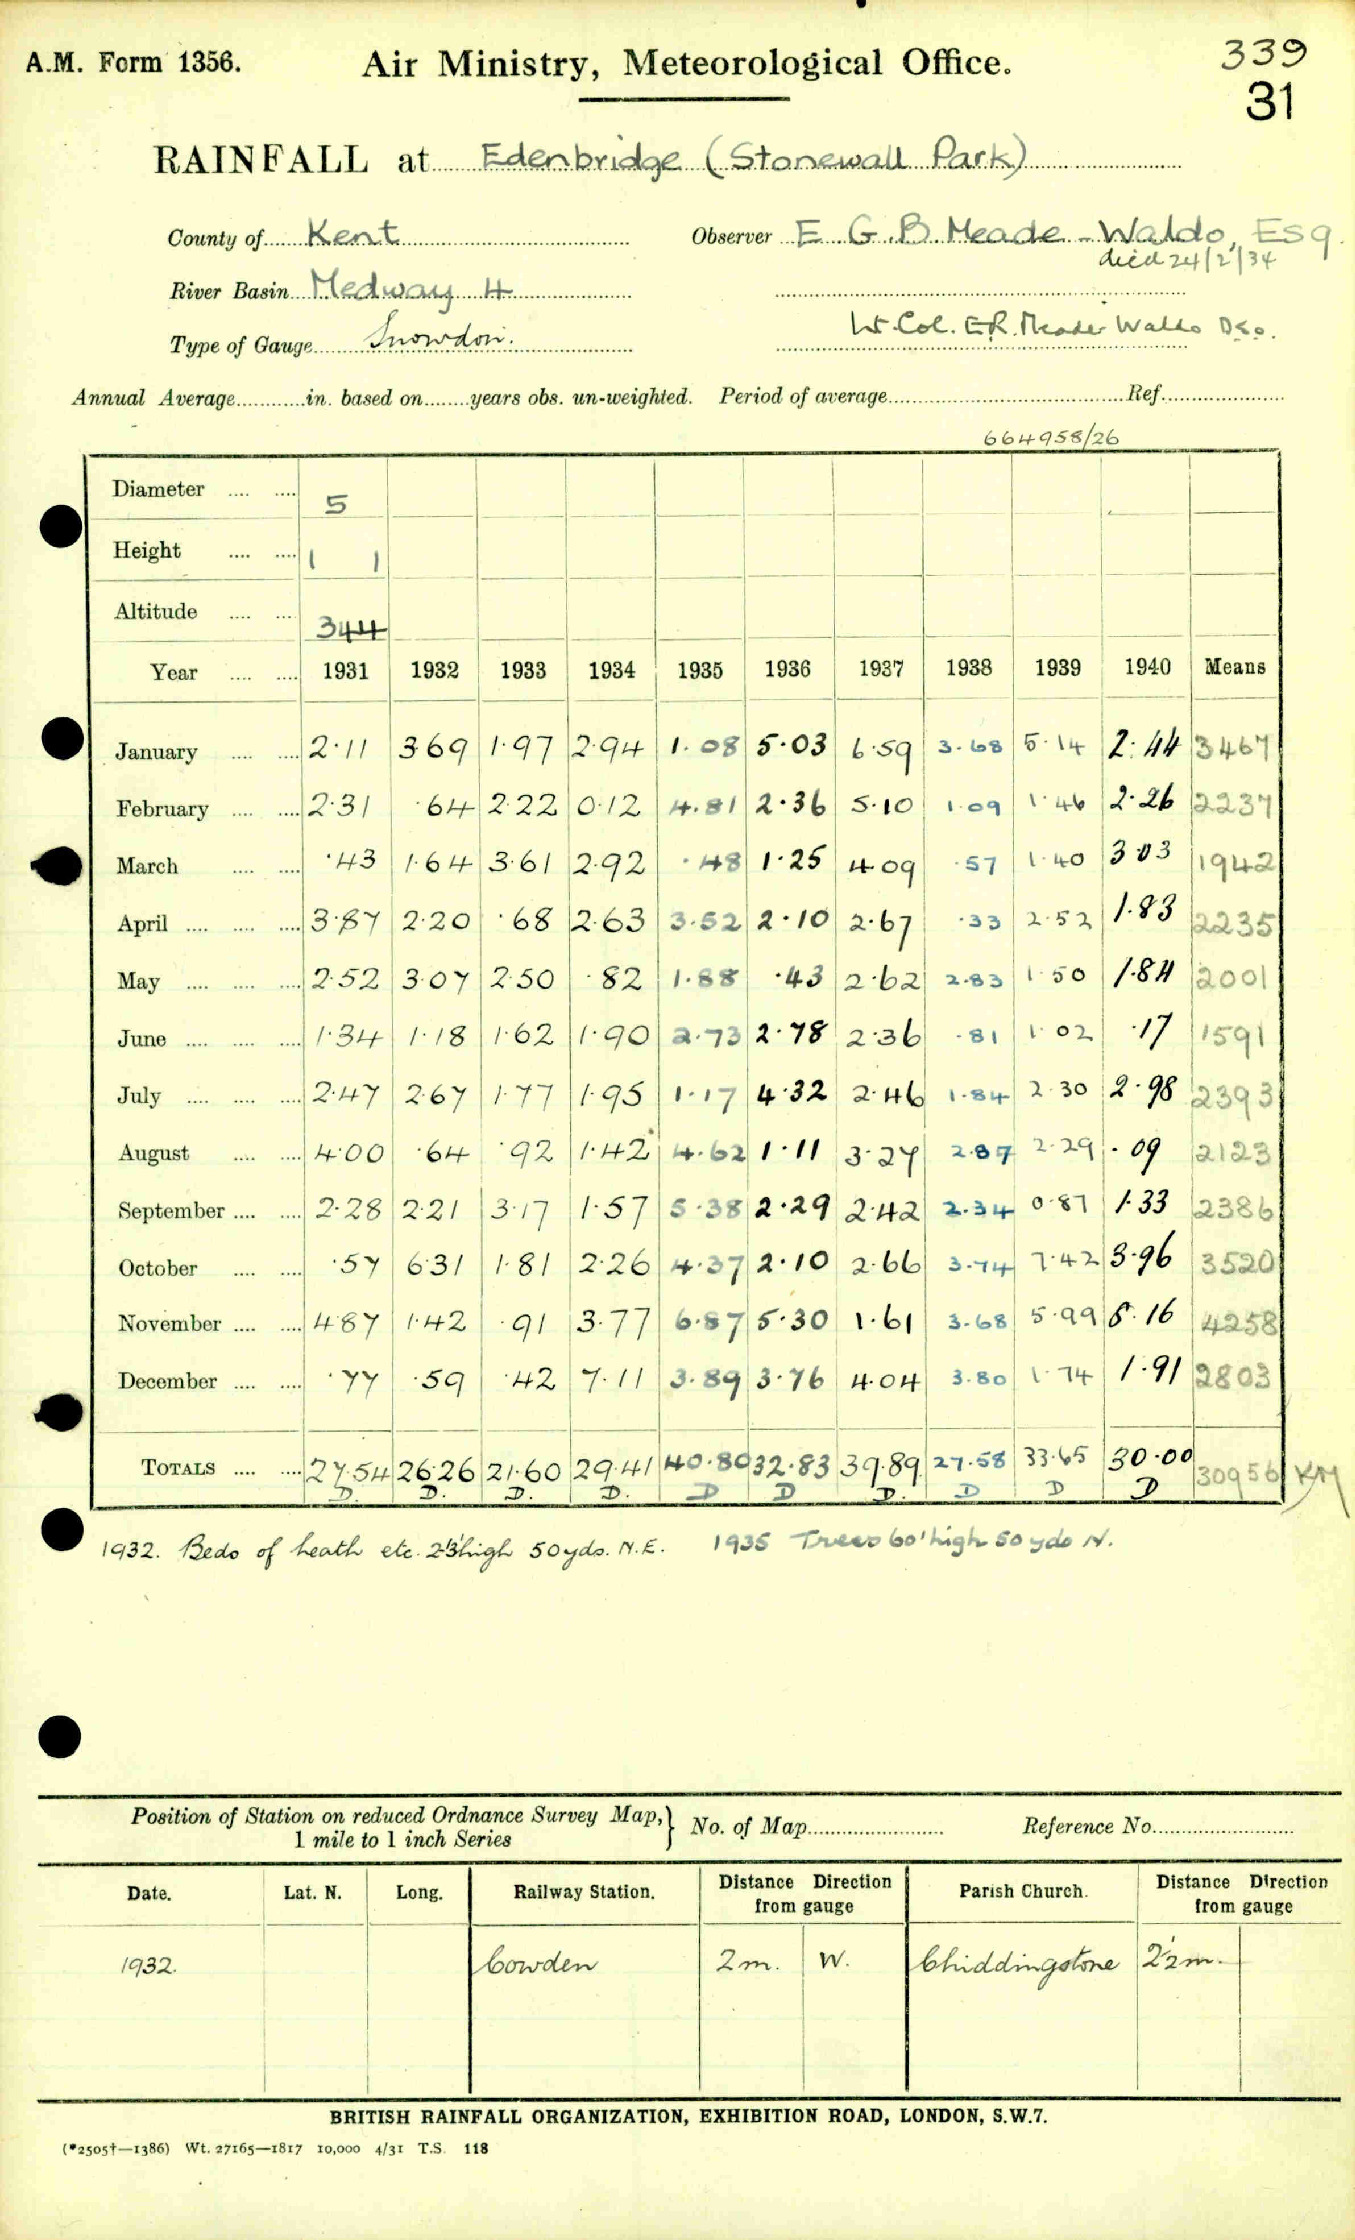 A.M. Form 1356. Air Ministry, Meteorological Office. 339
31
RAINFALL at Edenbridge (Stonewall Park)
County of Kent Observer E G. B. Meade-Waldo, Esq
died 24/2/34
River Basin Medway 4
Type of Gauge Snowdon. Lt. Col. E.R. Meade Waldo D.S.O.
Annual Average in. based on years obs. un-weighted. Period of average Ref.
664958/26
Diameter 5
Height 1 1
Altitude 344
Year 1931 1932 1933 1934 1935 1936 1937 1938 1939 1940 Means
January 2·11 3·69 1·97 2·94 1·08 5·03 6·59 3·68 5·14 2·44 3467
February 2·31 ·64 2·22 0·12 4·81 2·36 5·10 1·09 1·46 2·26 2237
March ·43 1·64 3·61 2·92 ·48 1·25 4·09 ·57 1·40 3·03 1942
April 3·87 2·20 ·68 2·63 3·52 2·10 2·67 ·33 2·52 1·83 2235
May 2·52 3·07 2·50 ·82 1·88 ·43 2·62 2·83 1·50 1·84 2001
June 1·34 1·18 1·62 1·90 2·73 2·78 2·36 ·81 1·02 ·17 1591
July 2·47 2·67 1·77 1·95 1·17 4·32 2·46 1·84 2·30 2·98 2393
August 4·00 ·64 ·92 1·42 4·62 1·11 3·27 2·87 2·29 ·09 2123
September 2·28 2·21 3·17 1·57 5·38 2·29 2·42 2·34 0·87 1·33 2386
October ·57 6·31 1·81 2·26 4·37 2·10 2·66 3·74 7·42 3·96 3520
November 4·87 1·42 ·91 3·77 6·87 5·30 1·61 3·68 5·99 8·16 4258
December ·77 ·59 ·42 7·11 3·89 3·76 4·04 3·80 1·74 1·91 2803
TOTALS 27·54 26·26 21·60 29·41 40·80 32·83 39·89 27·58 33·65 30·00 30956
D. D. D. D. D D D. D D D
1932. Beds of heath etc. 2'3' high 50yds. N.E. 1935 Trees 60' high 50 yds N.
Position of Station on reduced Ordnance Survey Map, 1 mile to 1 inch Series No. of Map Reference No.
Date. Lat. N. Long. Railway Station. Distance Direction from gauge Parish Church. Distance Direction from gauge
1932. Cowden 2m. W. Chiddingstone 2½m.
BRITISH RAINFALL ORGANIZATION, EXHIBITION ROAD, LONDON, S.W.7.
(*2505†—1386) Wt. 27165—1817 10,000 4/31 T.S. 118